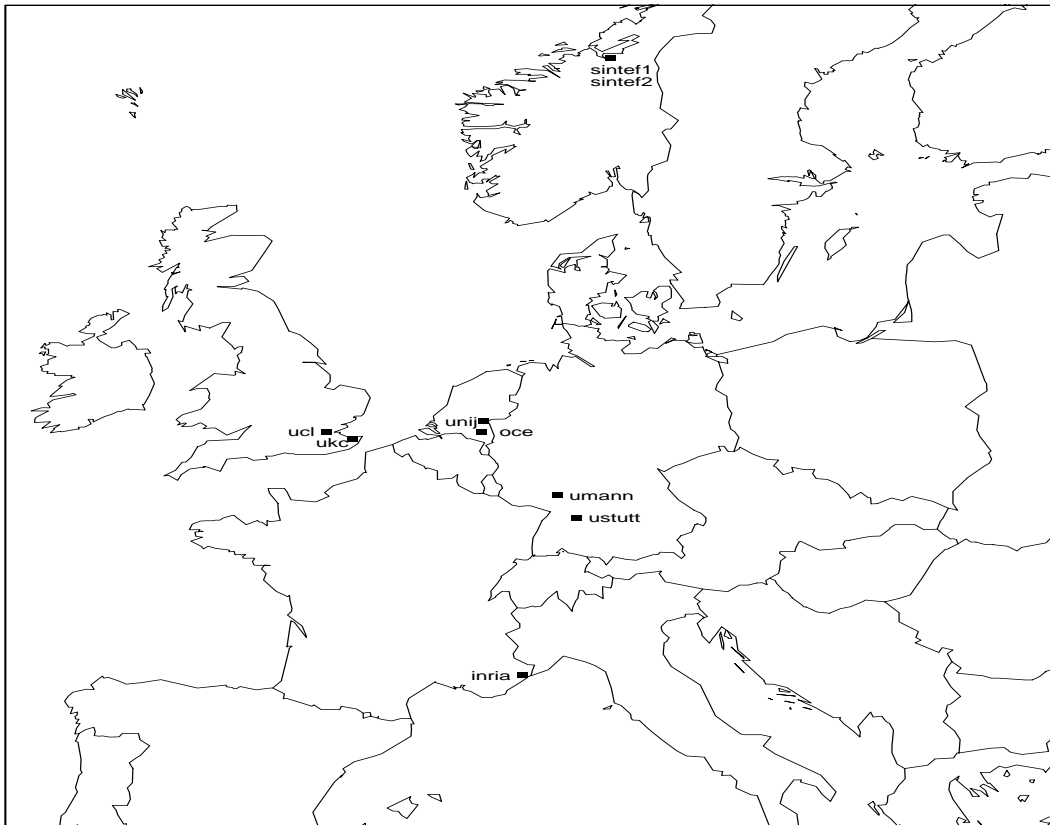 sintef1
sintef2
unij
ucl
oce
ukc
umann
ustutt
inria